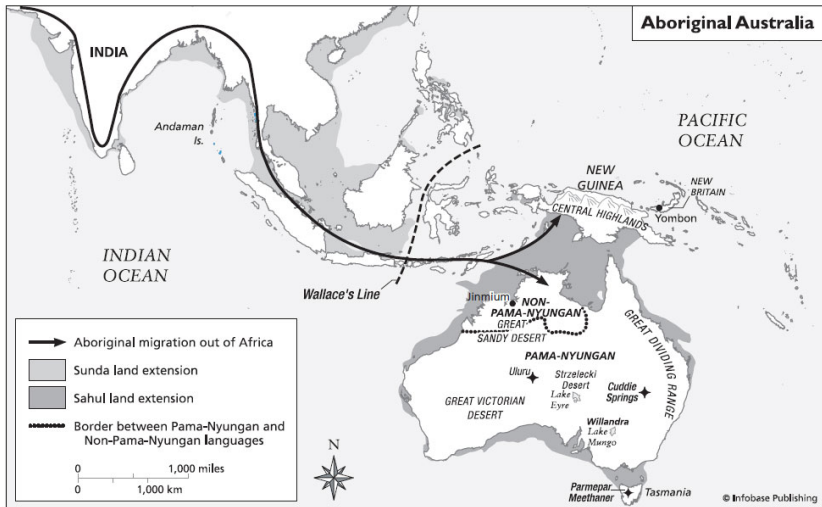 Aboriginal Australia
INDIA
Andaman
Is.
PACIFIC
OCEAN
NEW
GUINEA
NEW
BRITAIN
CENTRAL HIGHLANDS
Yombon
INDIAN
OCEAN
Wallace's Line
Jinmium
NON-
PAMA-NYUNGAN
GREAT
SANDY DESERT
PAMA-NYUNGAN
GREAT DIVIDING RANGE
Uluru
Strzelecki
Desert
Lake
Eyre
Cuddie
Springs
GREAT VICTORIAN
DESERT
Willandra
Lake
Mungo
Parmepar
Meethaner
Tasmania
Aboriginal migration out of Africa
Sunda land extension
Sahul land extension
Border between Pama-Nyungan and
Non-Pama-Nyungan languages
0 1,000 miles
0 1,000 km
N
© Infobase Publishing